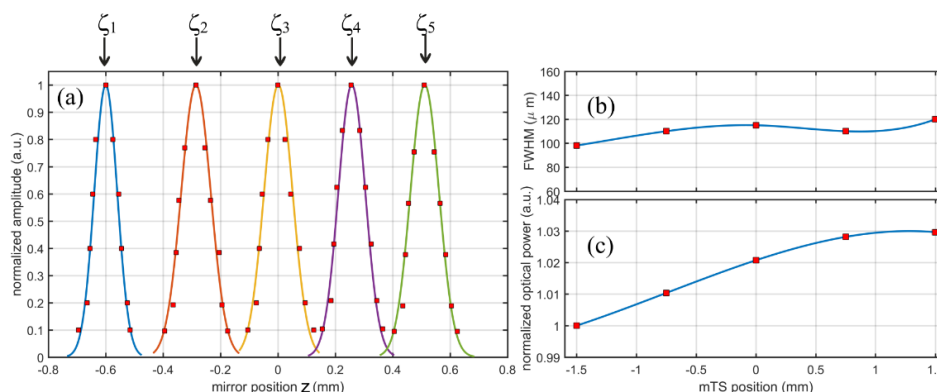 ζ1 ζ2 ζ3 ζ4 ζ5
(a)
normalized amplitude (a.u.)
1
0.9
0.8
0.7
0.6
0.5
0.4
0.3
0.2
0.1
0
-0.8 -0.6 -0.4 -0.2 0 0.2 0.4 0.6 0.8
mirror position z (mm)
(b)
FWHM (μ m)
160
140
120
100
80
60
(c)
normalized optical power (a.u.)
1.04
1.03
1.02
1.01
1
0.99
-1.5 -1 -0.5 0 0.5 1 1.5
mTS position (mm)